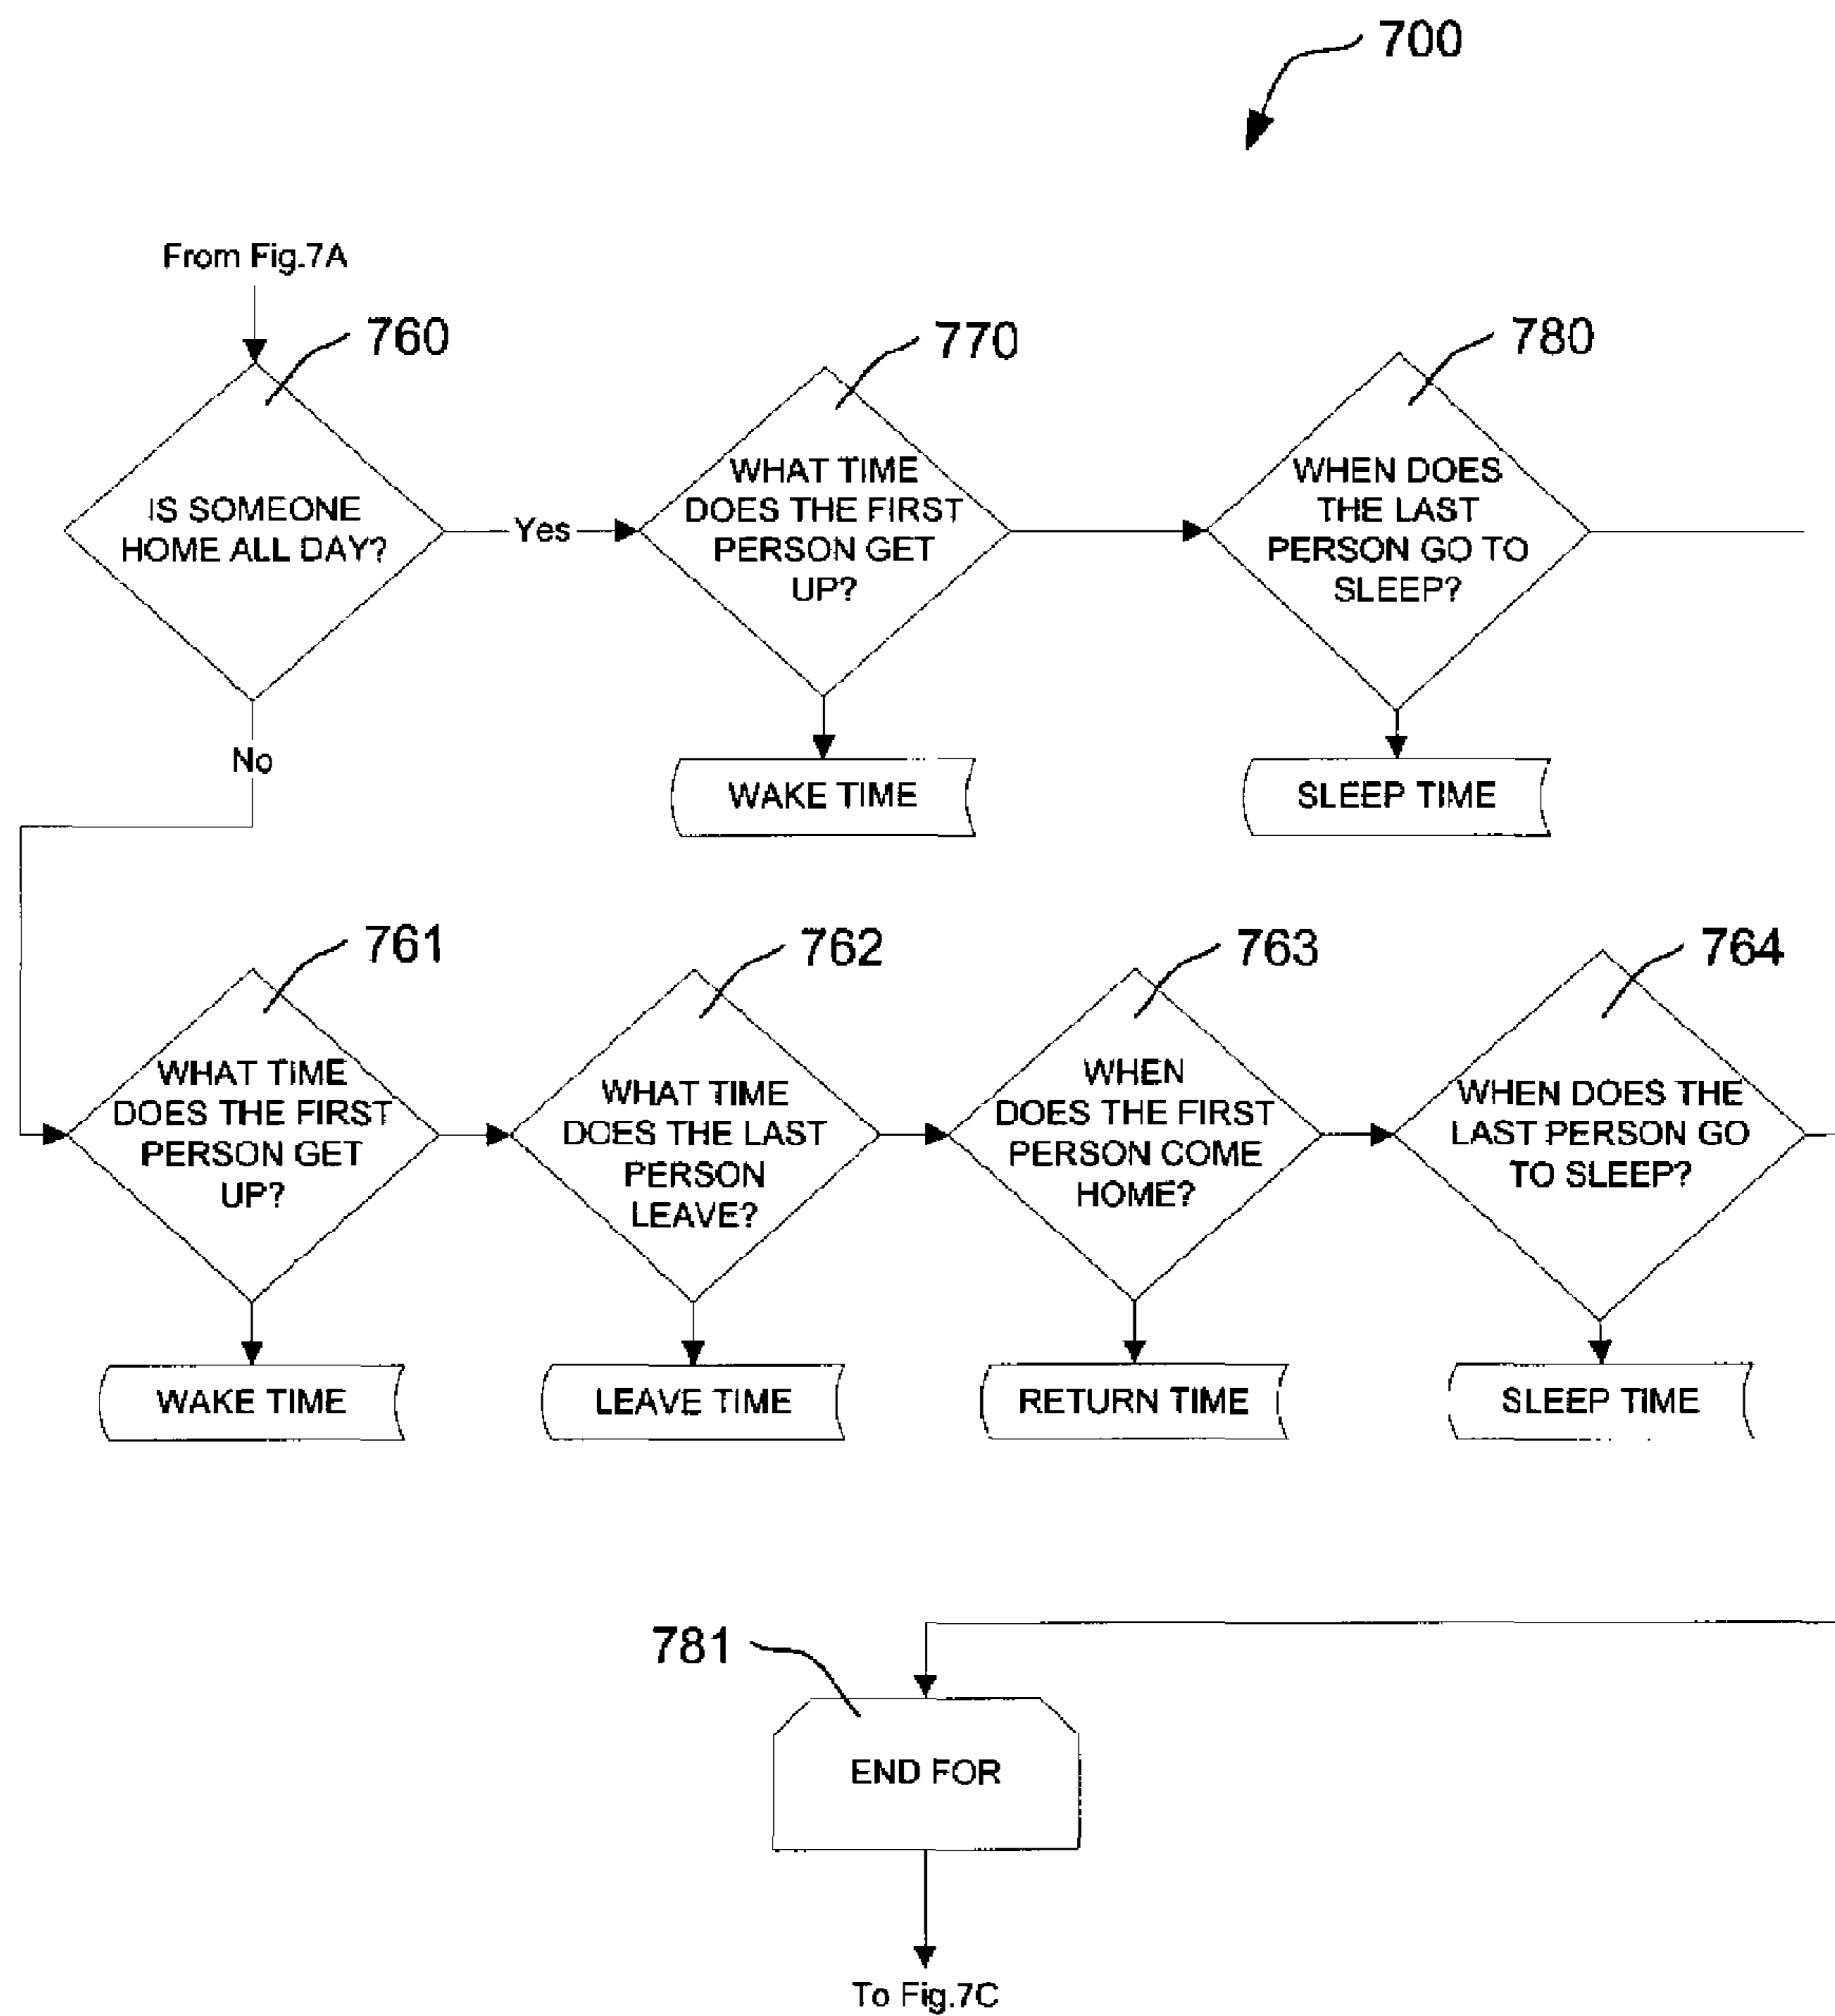 700
From Fig.7A
760
770
780
IS SOMEONE
HOME ALL DAY?
Yes
WHAT TIME
DOES THE FIRST
PERSON GET
UP?
WHEN DOES
THE LAST
PERSON GO TO
SLEEP?
No
WAKE TIME
SLEEP TIME
761
762
763
764
WHAT TIME
DOES THE FIRST
PERSON GET
UP?
WHAT TIME
DOES THE LAST
PERSON
LEAVE?
WHEN
DOES THE FIRST
PERSON COME
HOME?
WHEN DOES THE
LAST PERSON GO
TO SLEEP?
WAKE TIME
LEAVE TIME
RETURN TIME
SLEEP TIME
781
END FOR
To Fig.7C